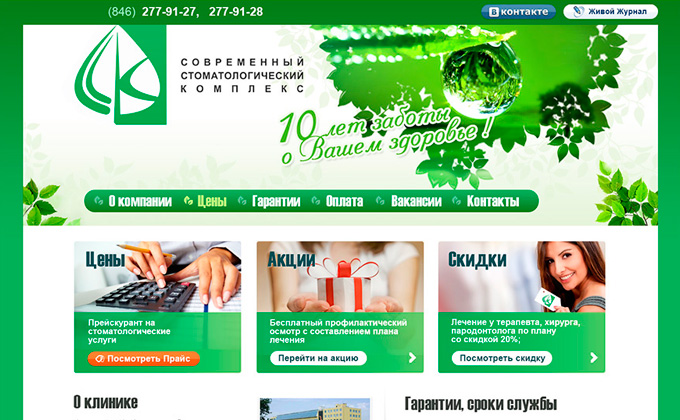 (846) 277-91-27, 277-91-28
В контакте
Живой Журнал
СК
СОВРЕМЕННЫЙ
СТОМАТОЛОГИЧЕСКИЙ
КОМПЛЕКС
10 лет заботы
о Вашем здоровье !
О компании Цены Гарантии Оплата Вакансии Контакты
Цены
Прейскурант на
стоматологические
услуги
Посмотреть Прайс
Акции
Бесплатный профилактический
осмотр с составлением плана
лечения
Перейти на акцию
Скидки
Лечение у терапевта, хирурга,
пародонтолога по плану
со скидкой 20%;
Посмотреть скидку
О клинике
Гарантии, сроки службы